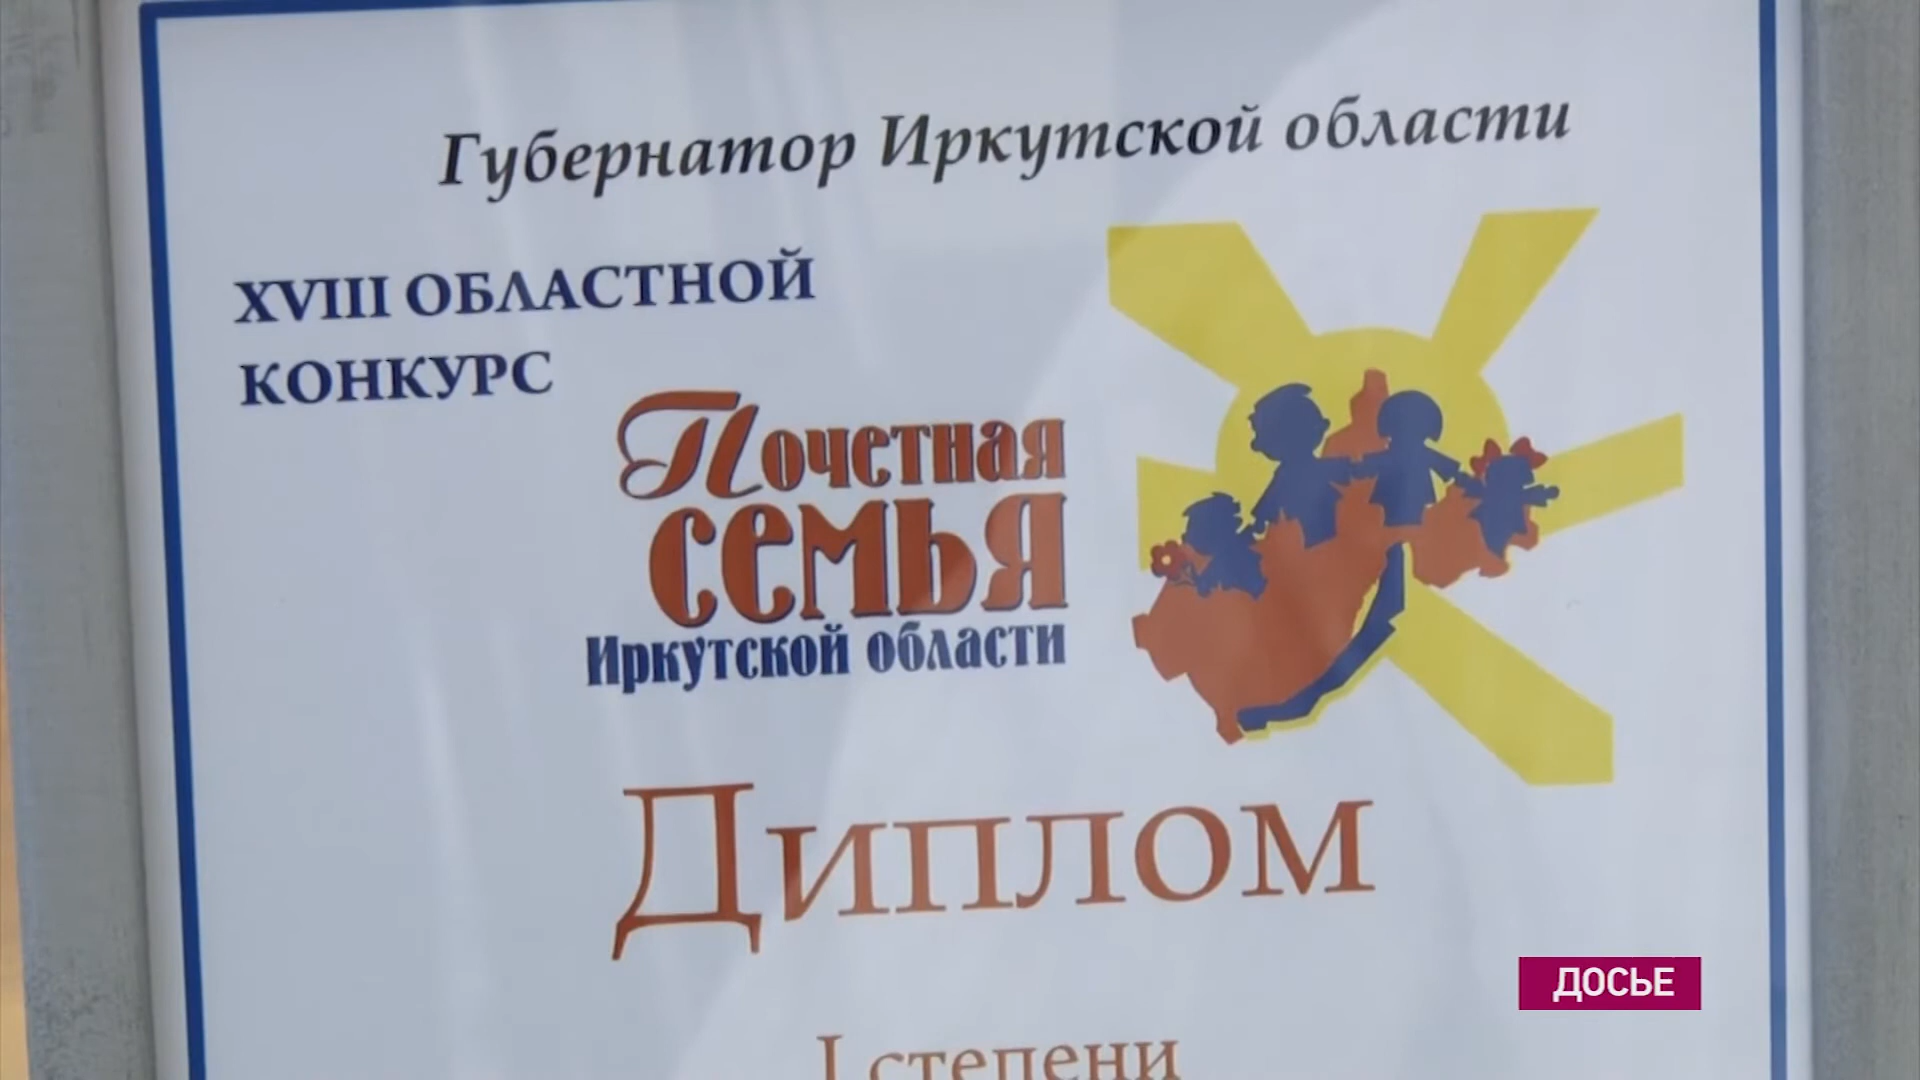 Губернатор Иркутской области
XVIII ОБЛАСТНОЙ
КОНКУРС
Почетная
семья
Иркутской области
Диплом
I степени
ДОСЬЕ